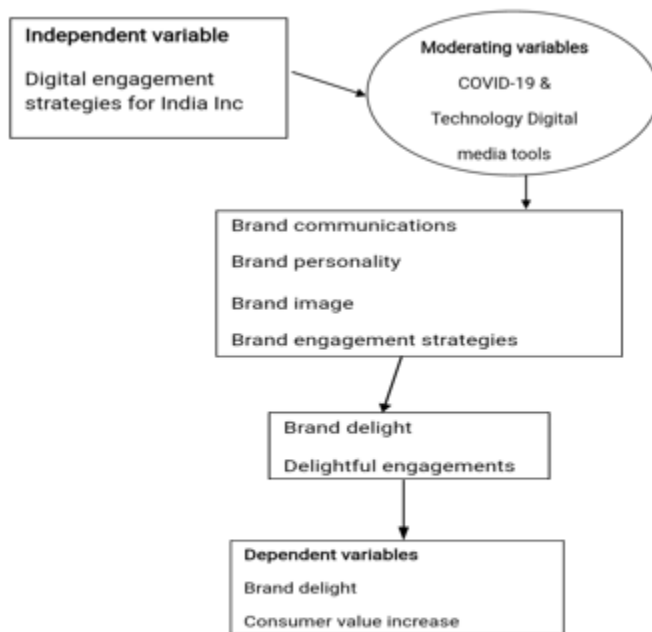 Independent variable
Digital engagement
strategies for India Inc
Moderating variables
COVID-19 &
Technology Digital
media tools
Brand communications
Brand personality
Brand image
Brand engagement strategies
Brand delight
Delightful engagements
Dependent variables
Brand delight
Consumer value increase